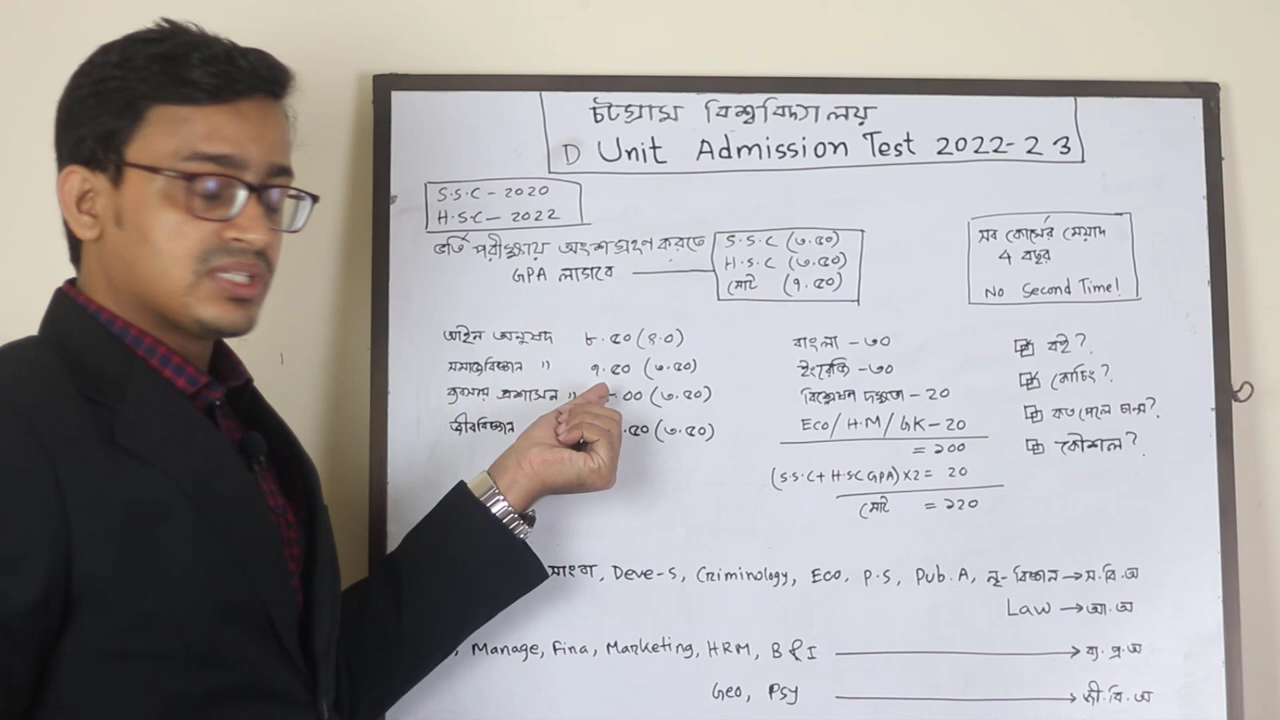 চট্টগ্রাম বিশ্ববিদ্যালয়
D Unit Admission Test 2022-23
S.S.C - 2020
H.S.C - 2022
ভর্তি পরীক্ষায় অংশগ্রহণ করতে
GPA লাগবে
S.S.C (৩.৫০)
H.S.C (৩.৫০)
মোট (৭.৫০)
সব কোর্সের মেয়াদ
4 বছর
No Second Time!
আইন অনুষদ ৮.৫০ (৪.০)
সমাজবিজ্ঞান " ৭.৫০ (৩.৫০)
ব্যবসায় প্রশাসন " .00 (৩.৫০)
জীববিজ্ঞান .৫০ (৩.৫০)
বাংলা - ৩০
ইংরেজি - ৩০
বিশ্লেষণ দক্ষতা - 20
Eco/H.M/GK - 20
= ১০০
(S.S.C + H.SC GPA) X2 = 20
মোট = ১২0
বই?
কোচিং?
কত পেলে চান্স?
কৌশল?
সাংবা, Deve-s, Criminology, Eco, P.S, Pub.A, নৃ-বিজ্ঞান → স.বি.অ
Law → আ.অ
, Manage, Fina, Marketing, HRM, B & I → ব্য.প্র.অ
Geo, Psy → জী.বি.অ